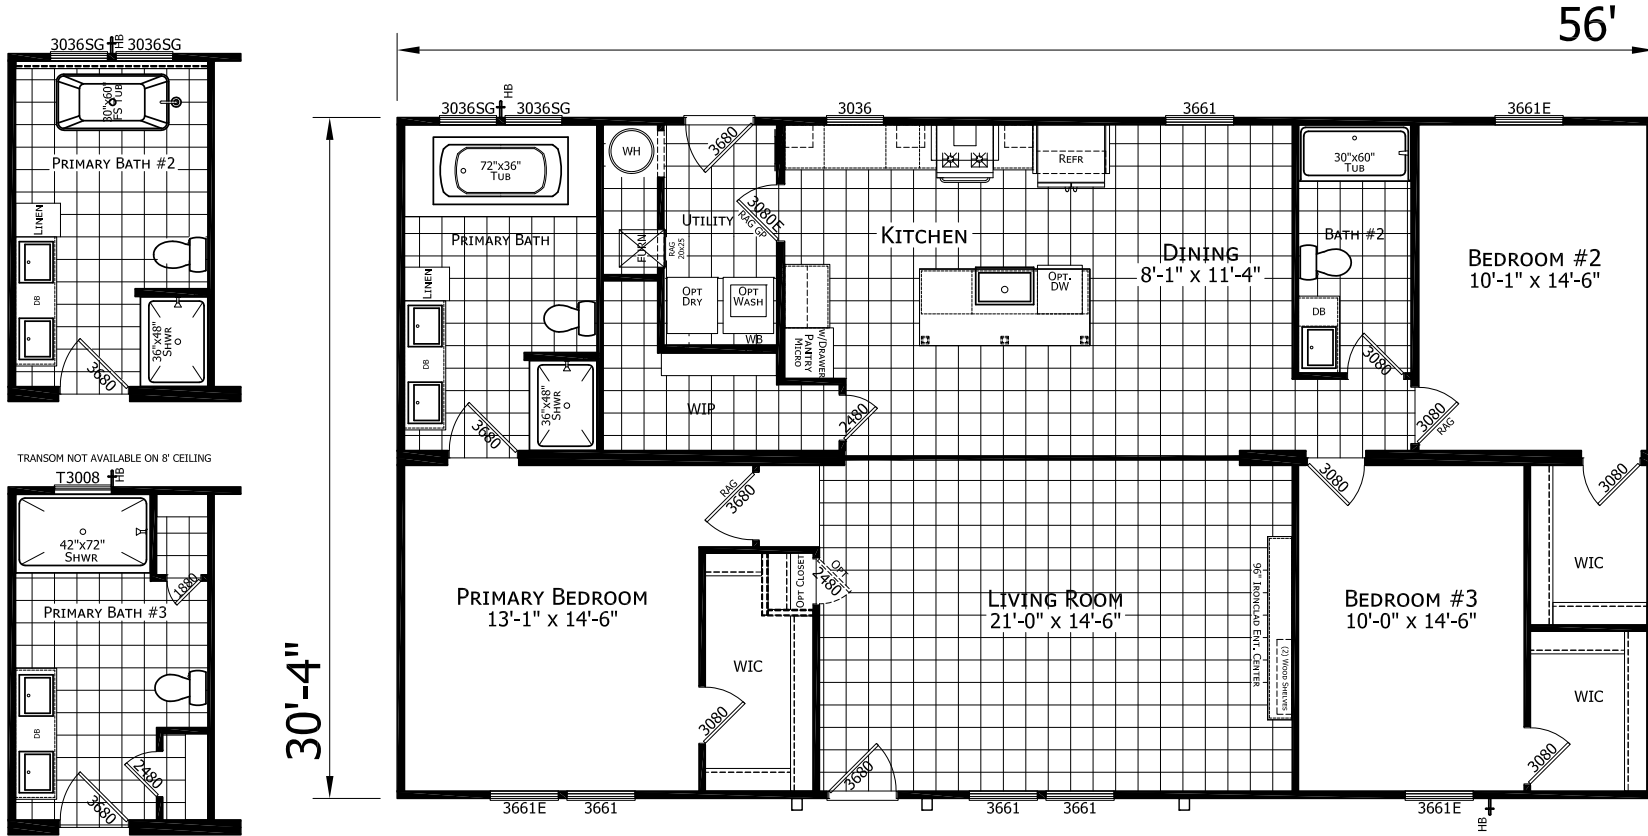 56'
30'-4"
3036SG
HB
3036SG
30"x60"
FS TUB
PRIMARY BATH #2
LINEN
DB
36"x48"
SHWR
3680
TRANSOM NOT AVAILABLE ON 8' CEILING
T3008
HB
42"x72"
SHWR
1880
PRIMARY BATH #3
DB
2480
3680
3036SG
HB
3036SG
72"x36"
TUB
PRIMARY BATH
LINEN
DB
36"x48"
SHWR
3680
WH
3680
3080E
RAG GP
UTILITY
FURN
RAG
20x25
OPT
DRY
OPT
WASH
WB
WIP
2480
3036
3661
REFR
KITCHEN
DINING
8'-1" x 11'-4"
OPT.
DW
W/DRAWER
PANTRY
MICRO
30"x60"
TUB
BATH #2
DB
3080
3661E
BEDROOM #2
10'-1" x 14'-6"
3080
RAG
3080
3080
WIC
RAG
3680
PRIMARY BEDROOM
13'-1" x 14'-6"
OPT CLOSET
OPT
2480
WIC
3080
LIVING ROOM
21'-0" x 14'-6"
96" IRONCLAD ENT. CENTER
(2) WOOD SHELVES
3680
BEDROOM #3
10'-0" x 14'-6"
WIC
3080
3661E
3661
3661
3661
3661E
HB